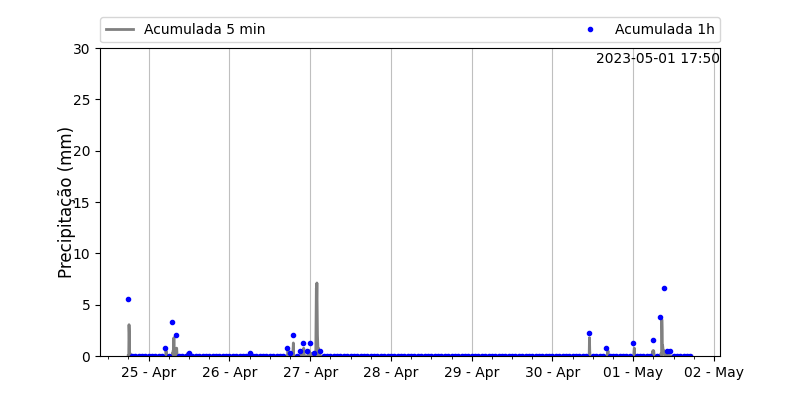 Acumulada 5 min
Acumulada 1h
2023-05-01 17:50
Precipitação (mm)
30
25
20
15
10
5
0
25 - Apr
26 - Apr
27 - Apr
28 - Apr
29 - Apr
30 - Apr
01 - May
02 - May